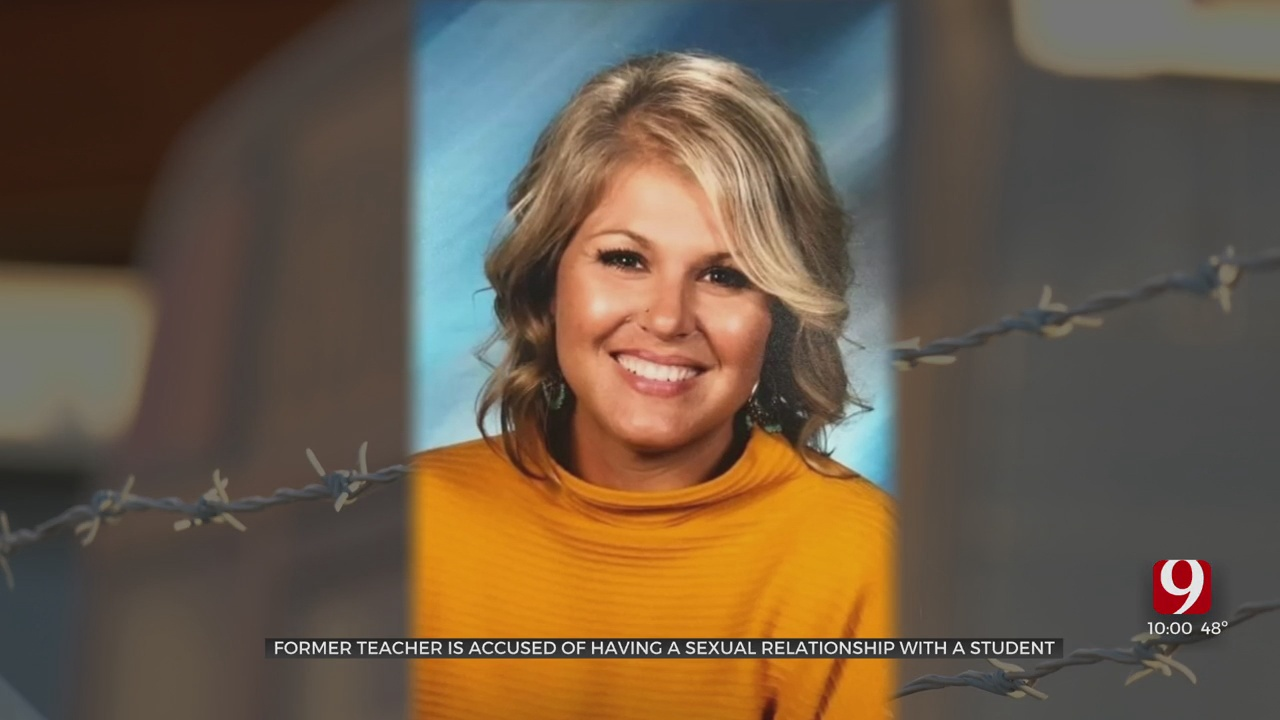 FORMER TEACHER IS ACCUSED OF HAVING A SEXUAL RELATIONSHIP WITH A STUDENT
9
10:00 48°